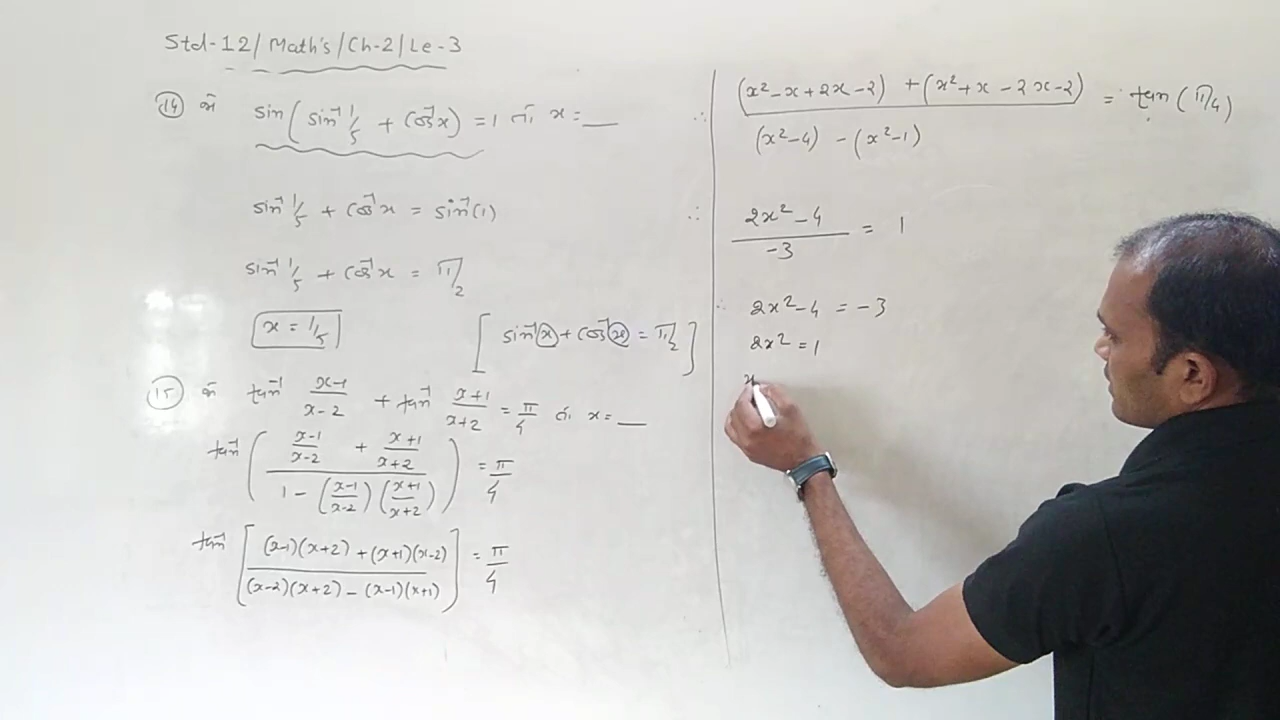 Std-12/Math's/Ch-2/Le-3
(14) જો sin(sin⁻¹ 1/5 + cos⁻¹x) = 1 તો x = __
sin⁻¹ 1/5 + cos⁻¹x = sin⁻¹(1)
sin⁻¹ 1/5 + cos⁻¹x = π/2
x = 1/5 [sin⁻¹(x) + cos⁻¹(x) = π/2]
(15) જો tan⁻¹ (x-1)/(x-2) + tan⁻¹ (x+1)/(x+2) = π/4 તો x = __
tan⁻¹ ( ((x-1)/(x-2) + (x+1)/(x+2)) / (1 - ((x-1)/(x-2))((x+1)/(x+2))) ) = π/4
tan⁻¹ [ ((x-1)(x+2) + (x+1)(x-2)) / ((x-2)(x+2) - (x-1)(x+1)) ] = π/4
∴ ((x²-x+2x-2) + (x²+x-2x-2)) / ((x²-4) - (x²-1)) = tan(π/4)
∴ (2x²-4)/-3 = 1
∴ 2x²-4 = -3
2x² = 1
x